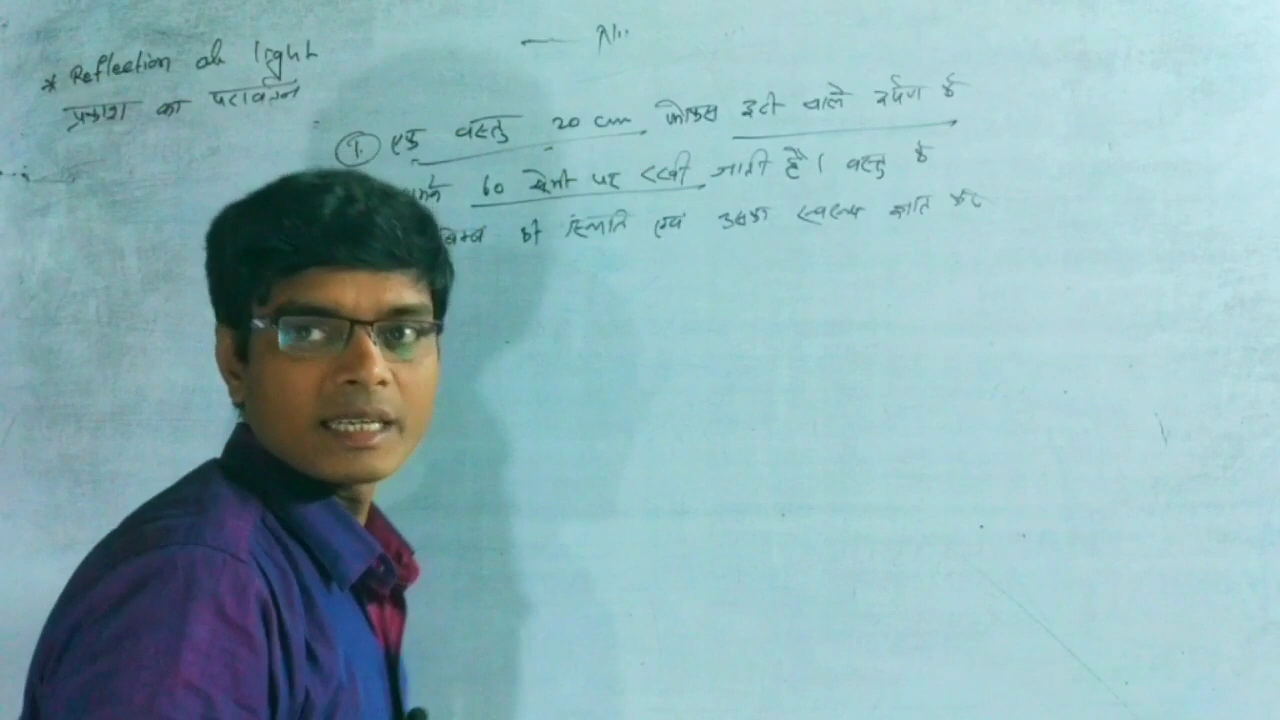 * Reflection of light
प्रकाश का परावर्तन
① एक वस्तु 20 cm फोकस दूरी वाले दर्पण के
सामने 60 सेमी पर रखी जाती है। वस्तु के
बिम्ब की स्थिति एवं उसका स्वरूप ज्ञात करें